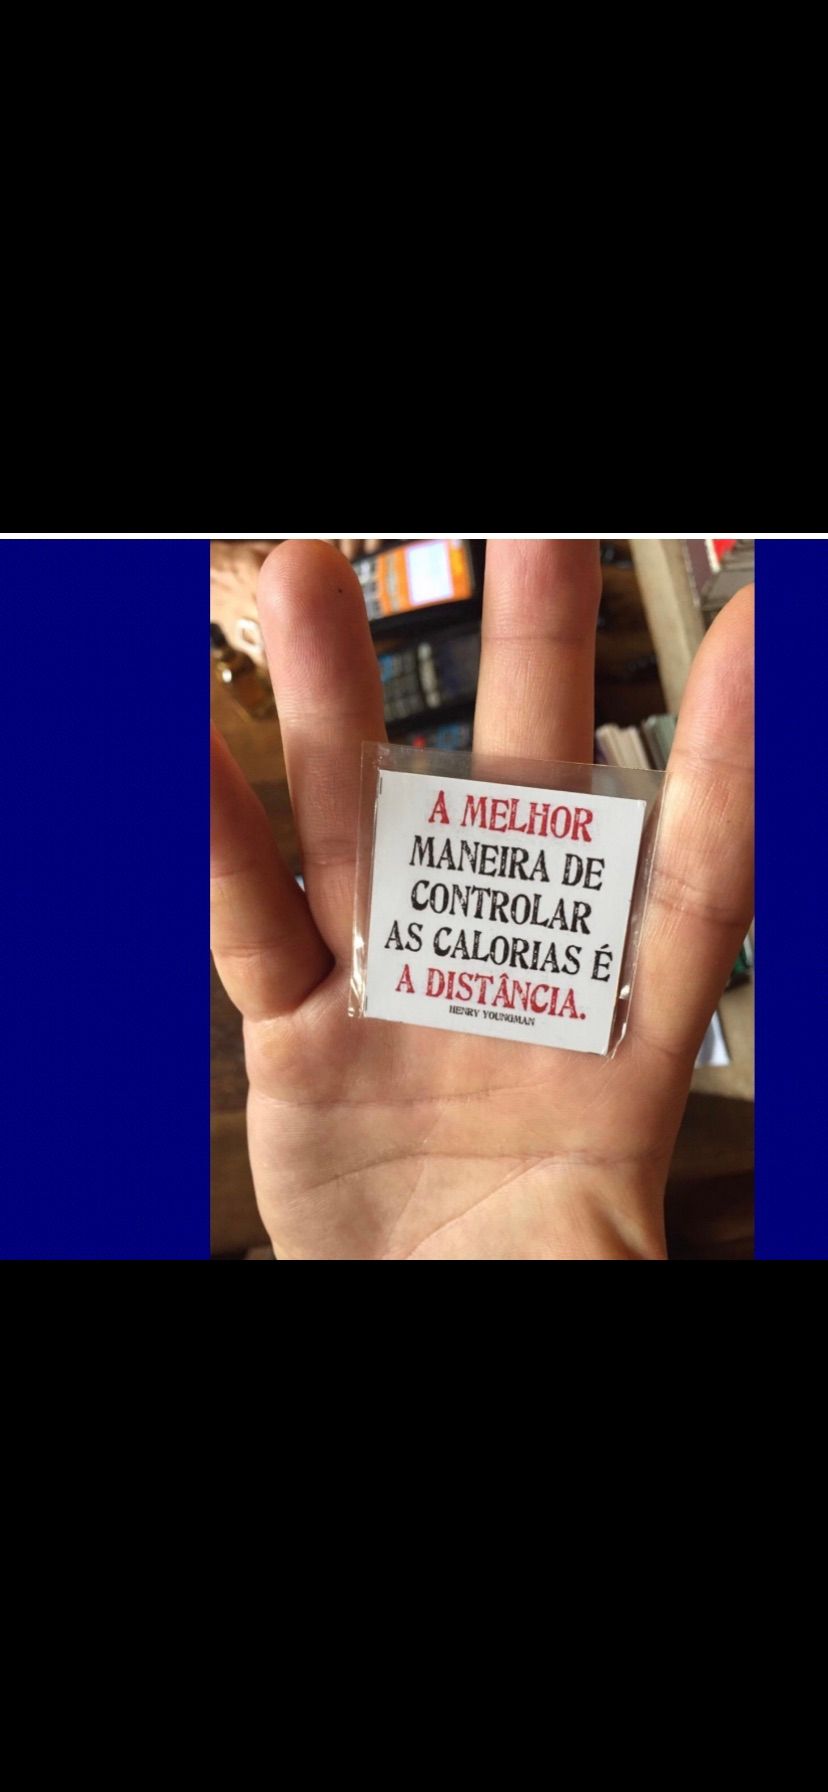 A MELHOR
MANEIRA DE
CONTROLAR
AS CALORIAS É
A DISTÂNCIA.
HENRY YOUNGMAN